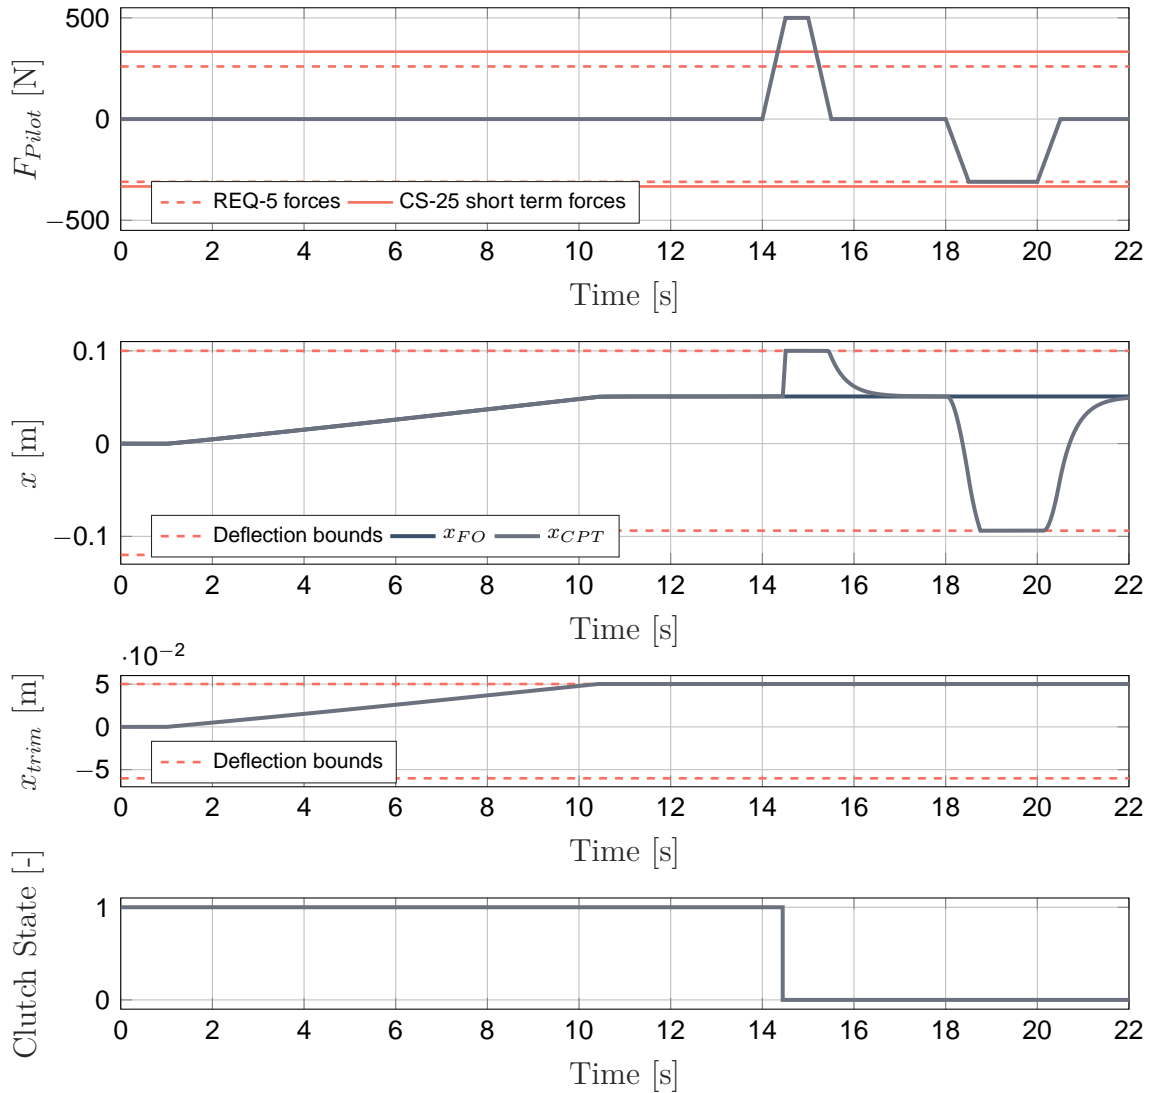 500
0
−500
F_Pilot [N]
REQ-5 forces CS-25 short term forces
0 2 4 6 8 10 12 14 16 18 20 22
Time [s]
0.1
0
−0.1
x [m]
Deflection bounds x_FO x_CPT
0 2 4 6 8 10 12 14 16 18 20 22
Time [s]
·10⁻²
5
0
−5
x_trim [m]
Deflection bounds
0 2 4 6 8 10 12 14 16 18 20 22
Time [s]
1
0
Clutch State [-]
0 2 4 6 8 10 12 14 16 18 20 22
Time [s]